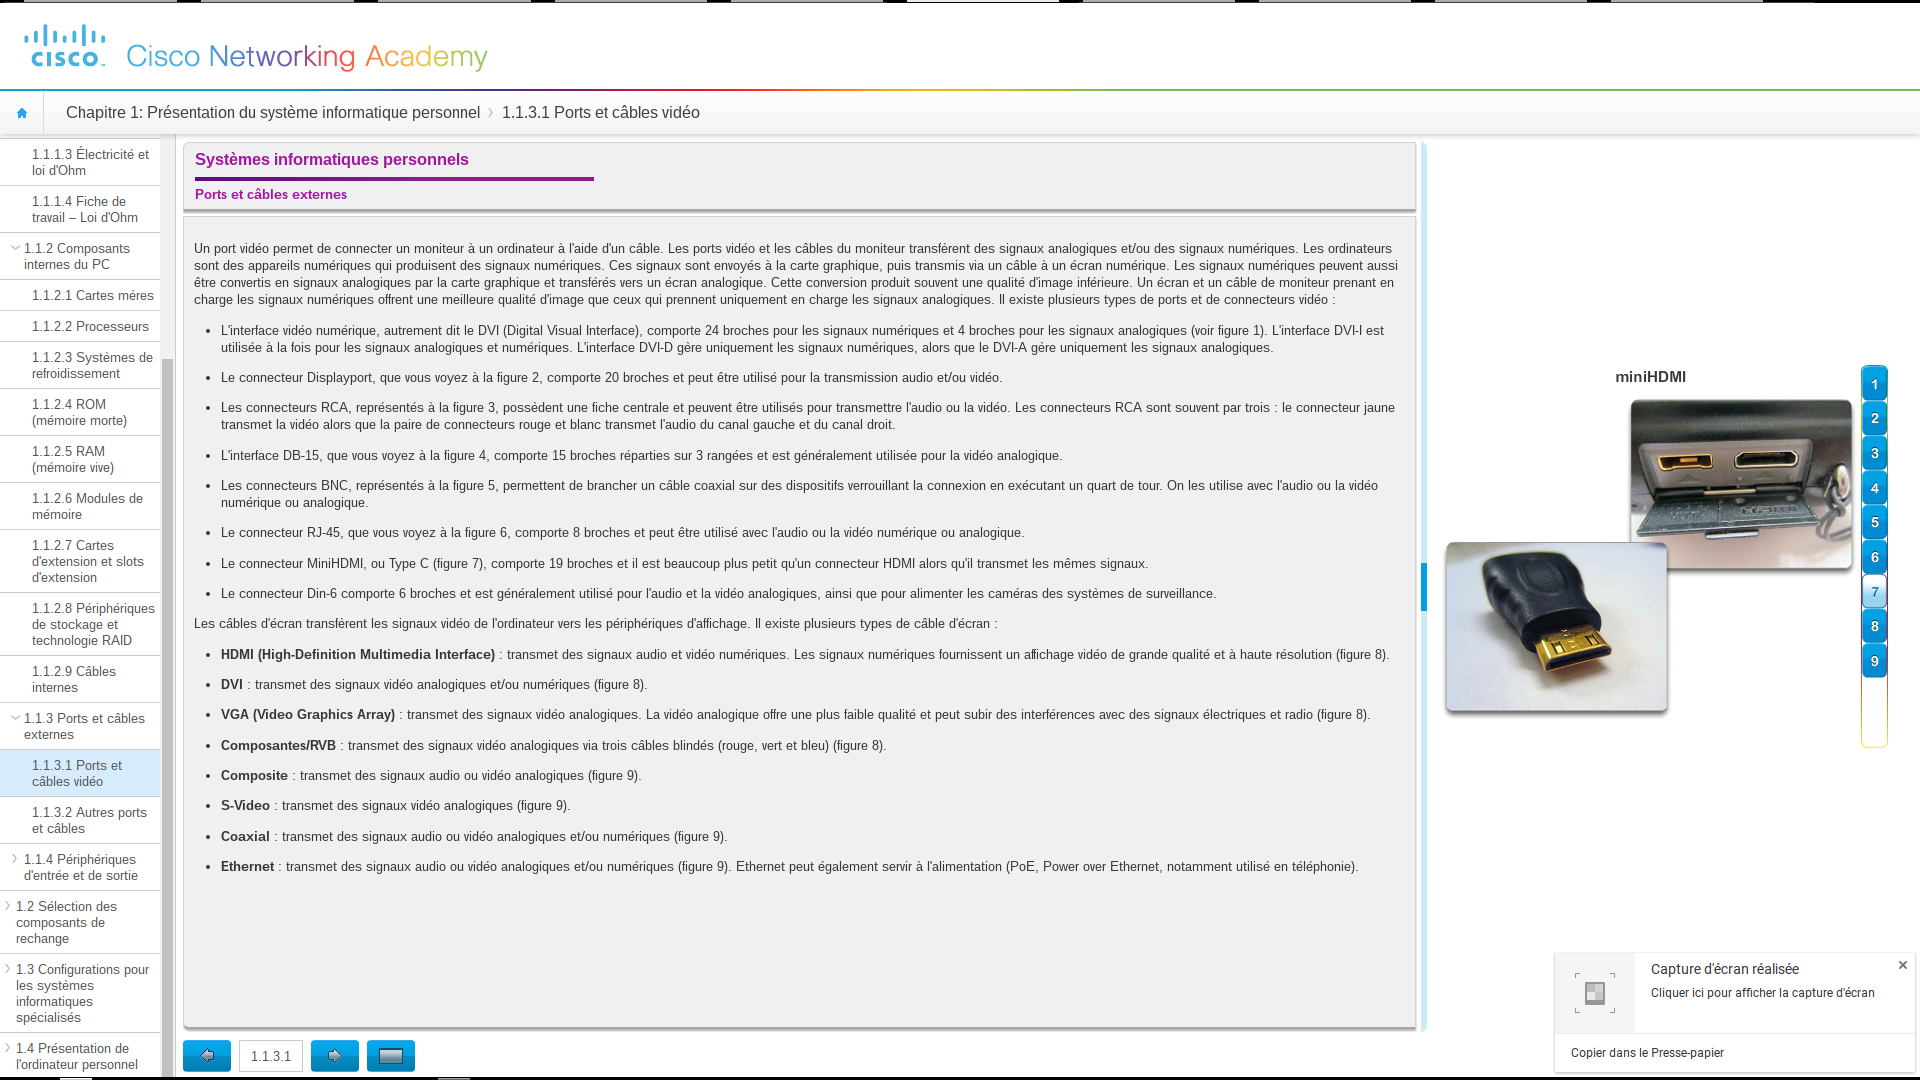 cisco
Cisco Networking Academy
Chapitre 1: Présentation du système informatique personnel
1.1.3.1 Ports et câbles vidéo
1.1.1.3 Électricité et
loi d'Ohm
1.1.1.4 Fiche de
travail – Loi d'Ohm
1.1.2 Composants
internes du PC
1.1.2.1 Cartes mères
1.1.2.2 Processeurs
1.1.2.3 Systèmes de
refroidissement
1.1.2.4 ROM
(mémoire morte)
1.1.2.5 RAM
(mémoire vive)
1.1.2.6 Modules de
mémoire
1.1.2.7 Cartes
d'extension et slots
d'extension
1.1.2.8 Périphériques
de stockage et
technologie RAID
1.1.2.9 Câbles
internes
1.1.3 Ports et câbles
externes
1.1.3.1 Ports et
câbles vidéo
1.1.3.2 Autres ports
et câbles
1.1.4 Périphériques
d'entrée et de sortie
1.2 Sélection des
composants de
rechange
1.3 Configurations pour
les systèmes
informatiques
spécialisés
1.4 Présentation de
l'ordinateur personnel
Systèmes informatiques personnels
Ports et câbles externes
Un port vidéo permet de connecter un moniteur à un ordinateur à l'aide d'un câble. Les ports vidéo et les câbles du moniteur transfèrent des signaux analogiques et/ou des signaux numériques. Les ordinateurs
sont des appareils numériques qui produisent des signaux numériques. Ces signaux sont envoyés à la carte graphique, puis transmis via un câble à un écran numérique. Les signaux numériques peuvent aussi
être convertis en signaux analogiques par la carte graphique et transférés vers un écran analogique. Cette conversion produit souvent une qualité d'image inférieure. Un écran et un câble de moniteur prenant en
charge les signaux numériques offrent une meilleure qualité d'image que ceux qui prennent uniquement en charge les signaux analogiques. Il existe plusieurs types de ports et de connecteurs vidéo :
• L'interface vidéo numérique, autrement dit le DVI (Digital Visual Interface), comporte 24 broches pour les signaux numériques et 4 broches pour les signaux analogiques (voir figure 1). L'interface DVI-I est
utilisée à la fois pour les signaux analogiques et numériques. L'interface DVI-D gère uniquement les signaux numériques, alors que le DVI-A gère uniquement les signaux analogiques.
• Le connecteur Displayport, que vous voyez à la figure 2, comporte 20 broches et peut être utilisé pour la transmission audio et/ou vidéo.
• Les connecteurs RCA, représentés à la figure 3, possèdent une fiche centrale et peuvent être utilisés pour transmettre l'audio ou la vidéo. Les connecteurs RCA sont souvent par trois : le connecteur jaune
transmet la vidéo alors que la paire de connecteurs rouge et blanc transmet l'audio du canal gauche et du canal droit.
• L'interface DB-15, que vous voyez à la figure 4, comporte 15 broches réparties sur 3 rangées et est généralement utilisée pour la vidéo analogique.
• Les connecteurs BNC, représentés à la figure 5, permettent de brancher un câble coaxial sur des dispositifs verrouillant la connexion en exécutant un quart de tour. On les utilise avec l'audio ou la vidéo
numérique ou analogique.
• Le connecteur RJ-45, que vous voyez à la figure 6, comporte 8 broches et peut être utilisé avec l'audio ou la vidéo numérique ou analogique.
• Le connecteur MiniHDMI, ou Type C (figure 7), comporte 19 broches et il est beaucoup plus petit qu'un connecteur HDMI alors qu'il transmet les mêmes signaux.
• Le connecteur Din-6 comporte 6 broches et est généralement utilisé pour l'audio et la vidéo analogiques, ainsi que pour alimenter les caméras des systèmes de surveillance.
Les câbles d'écran transfèrent les signaux vidéo de l'ordinateur vers les périphériques d'affichage. Il existe plusieurs types de câble d'écran :
• HDMI (High-Definition Multimedia Interface) : transmet des signaux audio et vidéo numériques. Les signaux numériques fournissent un affichage vidéo de grande qualité et à haute résolution (figure 8).
• DVI : transmet des signaux vidéo analogiques et/ou numériques (figure 8).
• VGA (Video Graphics Array) : transmet des signaux vidéo analogiques. La vidéo analogique offre une plus faible qualité et peut subir des interférences avec des signaux électriques et radio (figure 8).
• Composantes/RVB : transmet des signaux vidéo analogiques via trois câbles blindés (rouge, vert et bleu) (figure 8).
• Composite : transmet des signaux audio ou vidéo analogiques (figure 9).
• S-Video : transmet des signaux vidéo analogiques (figure 9).
• Coaxial : transmet des signaux audio ou vidéo analogiques et/ou numériques (figure 9).
• Ethernet : transmet des signaux audio ou vidéo analogiques et/ou numériques (figure 9). Ethernet peut également servir à l'alimentation (PoE, Power over Ethernet, notamment utilisé en téléphonie).
1.1.3.1
miniHDMI
1
2
3
4
5
6
7
8
9
Capture d'écran réalisée
Cliquer ici pour afficher la capture d'écran
Copier dans le Presse-papier